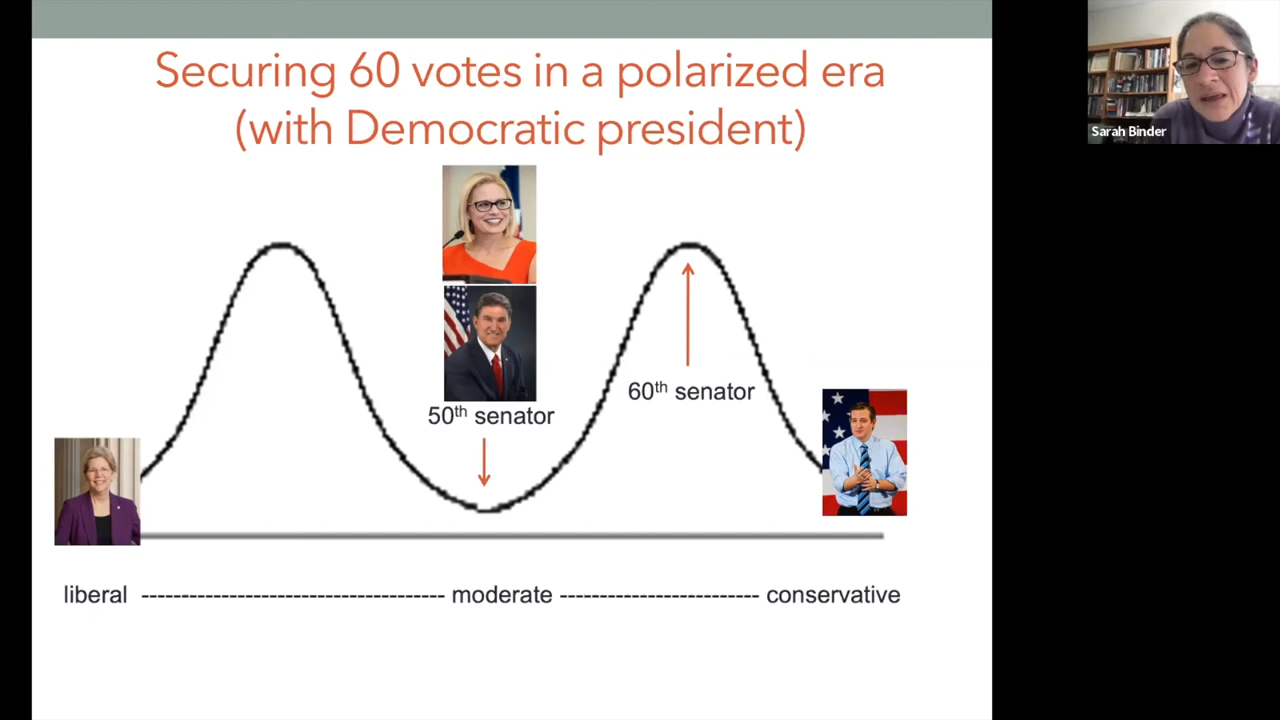 Securing 60 votes in a polarized era
(with Democratic president)
Sarah Binder
50th senator
60th senator
liberal -------------------------------------- moderate ------------------------- conservative